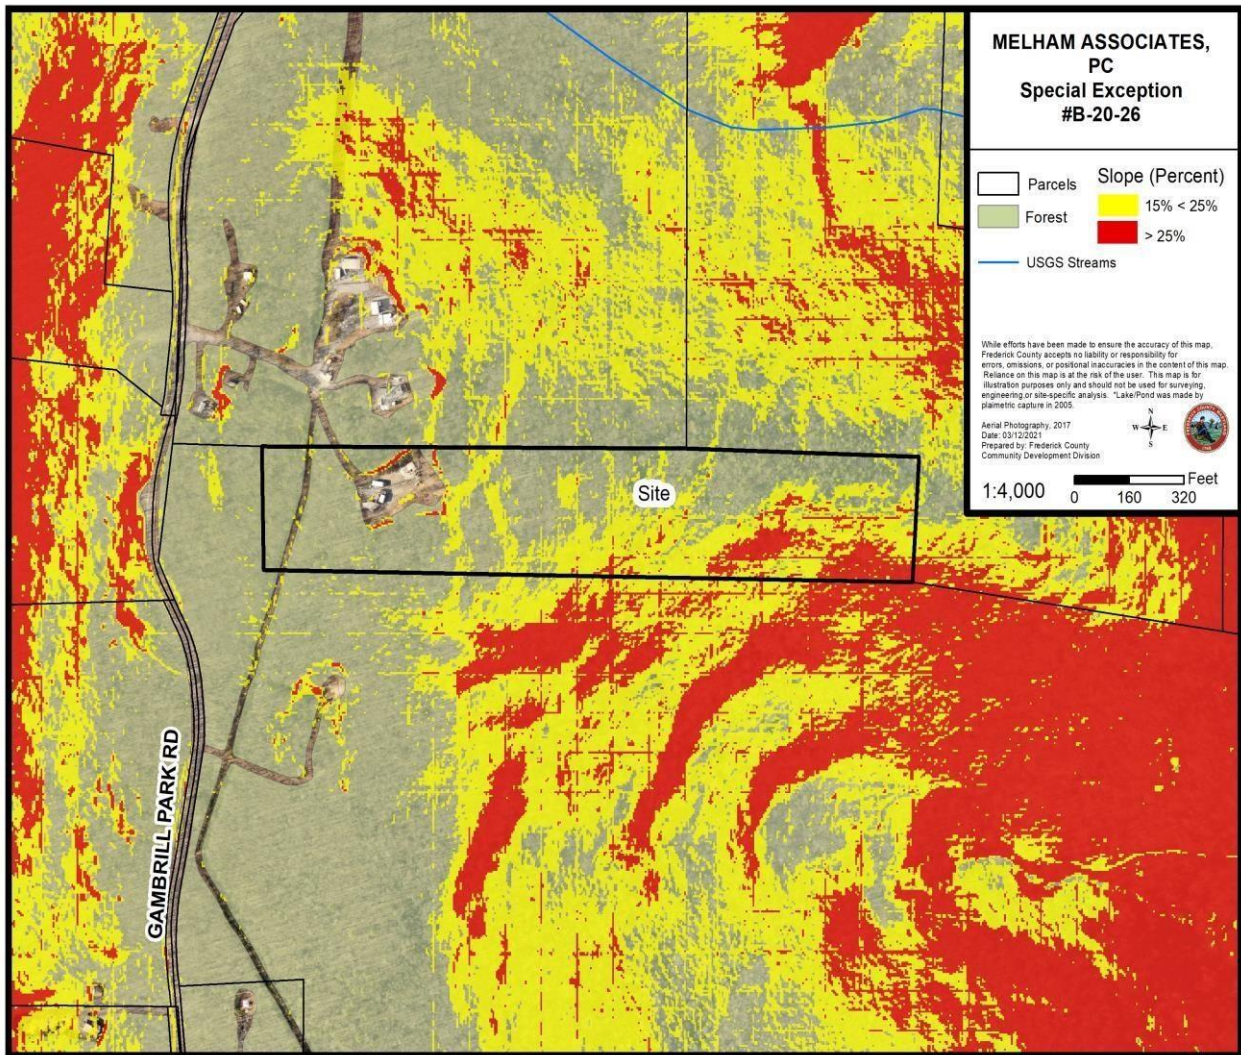 MELHAM ASSOCIATES,
PC
Special Exception
#B-20-26
Parcels
Forest
USGS Streams
Slope (Percent)
15% < 25%
> 25%
While efforts have been made to ensure the accuracy of this map,
Frederick County accepts no liability or responsibility for
errors, omissions, or positional inaccuracies in the content of this map.
Reliance on this map is at the risk of the user. This map is for
illustration purposes only and should not be used for surveying,
engineering,or site-specific analysis. *Lake/Pond was made by
plaimetric capture in 2005.
Aerial Photography, 2017
Date: 03/12/2021
Prepared by: Frederick County
Community Development Division
N
W E
S
1:4,000
Feet
0 160 320
Site
GAMBRILL PARK RD